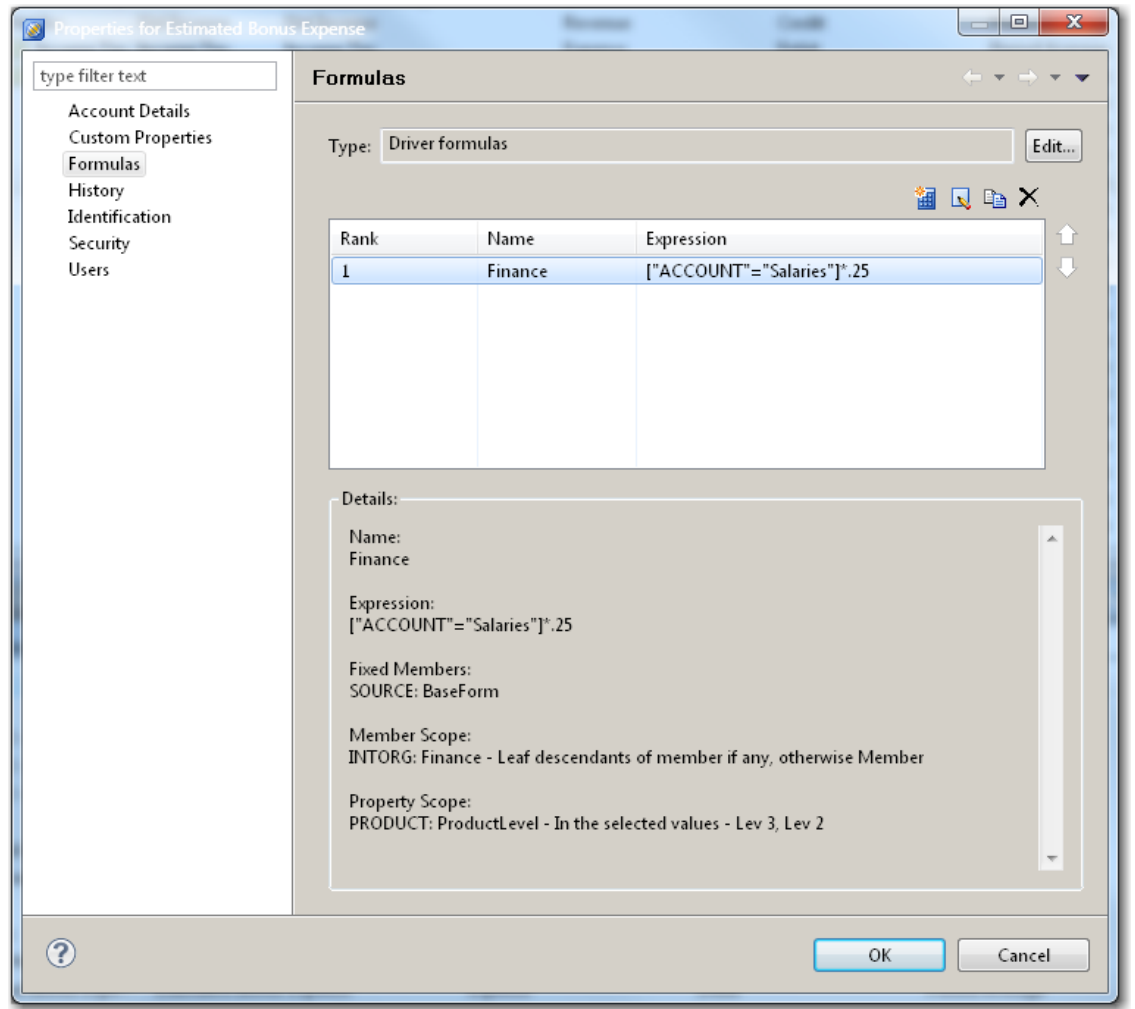 Properties for Estimated Bonus Expense
type filter text
Account Details
Custom Properties
Formulas
History
Identification
Security
Users
Formulas
Type: Driver formulas Edit...
Rank Name Expression
1 Finance ["ACCOUNT"="Salaries"]*.25
Details:
Name:
Finance
Expression:
["ACCOUNT"="Salaries"]*.25
Fixed Members:
SOURCE: BaseForm
Member Scope:
INTORG: Finance - Leaf descendants of member if any, otherwise Member
Property Scope:
PRODUCT: ProductLevel - In the selected values - Lev 3, Lev 2
?
OK Cancel